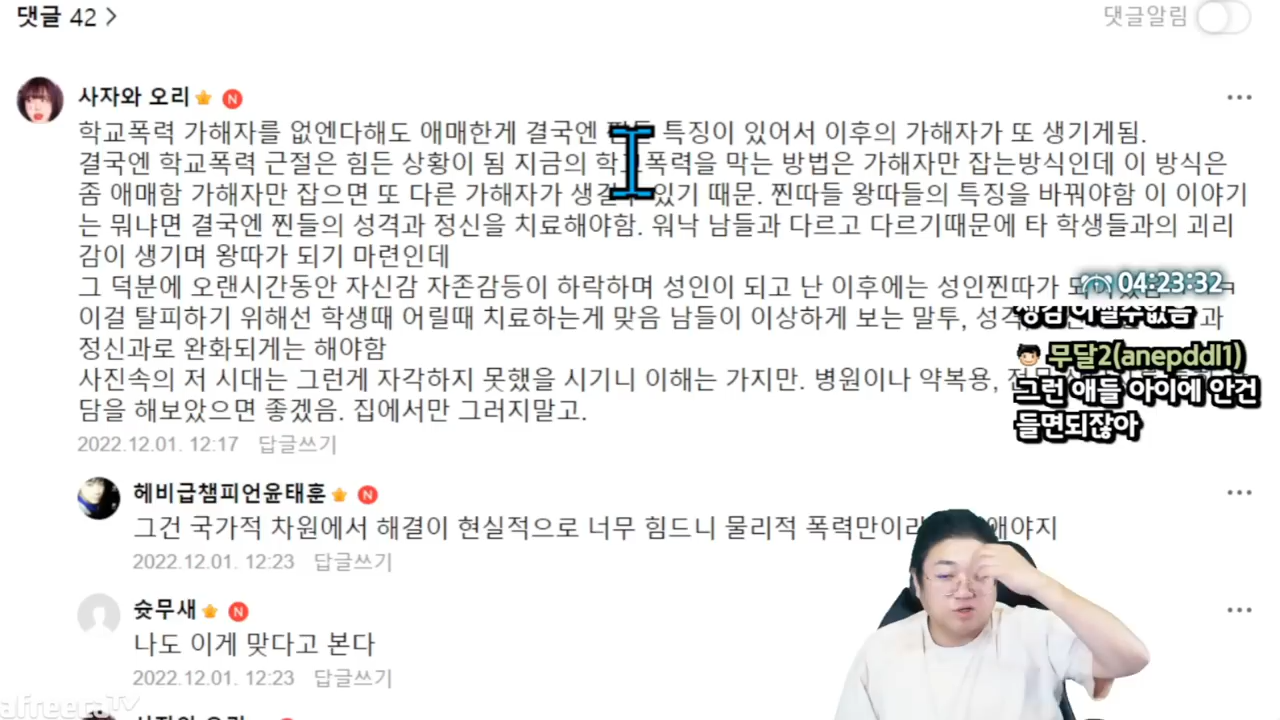 댓글 42 >
댓글알림
사자와 오리 N
학교폭력 가해자를 없엔다해도 애매한게 결국엔 특징이 있어서 이후의 가해자가 또 생기게됨.
결국엔 학교폭력 근절은 힘든 상황이 됨 지금의 학교폭력을 막는 방법은 가해자만 잡는방식인데 이 방식은
좀 애매함 가해자만 잡으면 또 다른 가해자가 생길수 있기 때문. 찐따들 왕따들의 특징을 바꿔야함 이 이야기
는 뭐냐면 결국엔 찐들의 성격과 정신을 치료해야함. 워낙 남들과 다르고 다르기때문에 타 학생들과의 괴리
감이 생기며 왕따가 되기 마련인데
그 덕분에 오랜시간동안 자신감 자존감등이 하락하며 성인이 되고 난 이후에는 성인찐따가
04:23:32
이걸 탈피하기 위해선 학생때 어릴때 치료하는게 맞음 남들이 이상하게 보는 말투, 과
정신과로 완화되게는 해야함
무달2(anepddl1)
그런 애들 아이에 안건
들면되잖아
사진속의 저 시대는 그런게 자각하지 못했을 시기니 이해는 가지만. 병원이나 약복용,
담을 해보았으면 좋겠음. 집에서만 그러지말고.
2022.12.01. 12:17 답글쓰기
헤비급챔피언윤태훈 N
그건 국가적 차원에서 해결이 현실적으로 너무 힘드니 물리적
2022.12.01. 12:23 답글쓰기
슛무새 N
나도 이게 맞다고 본다
2022.12.01. 12:23 답글쓰기
afreecaTV